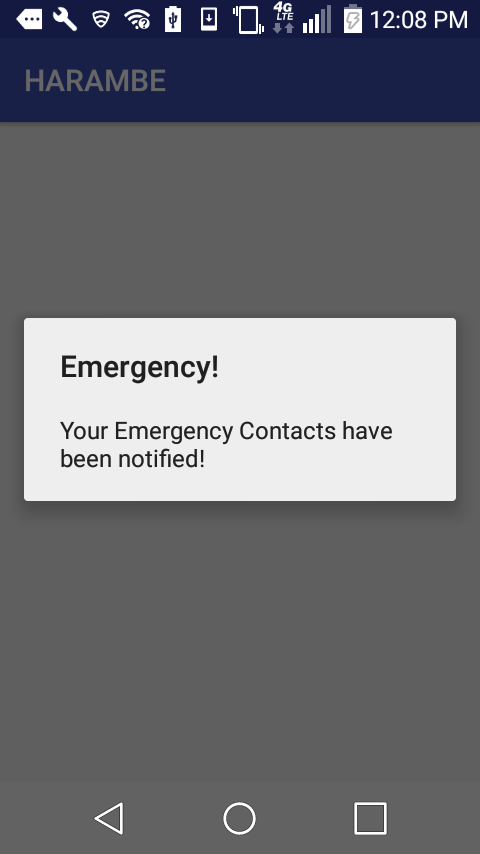 4G
LTE
12:08 PM
HARAMBE
Emergency!
Your Emergency Contacts have
been notified!